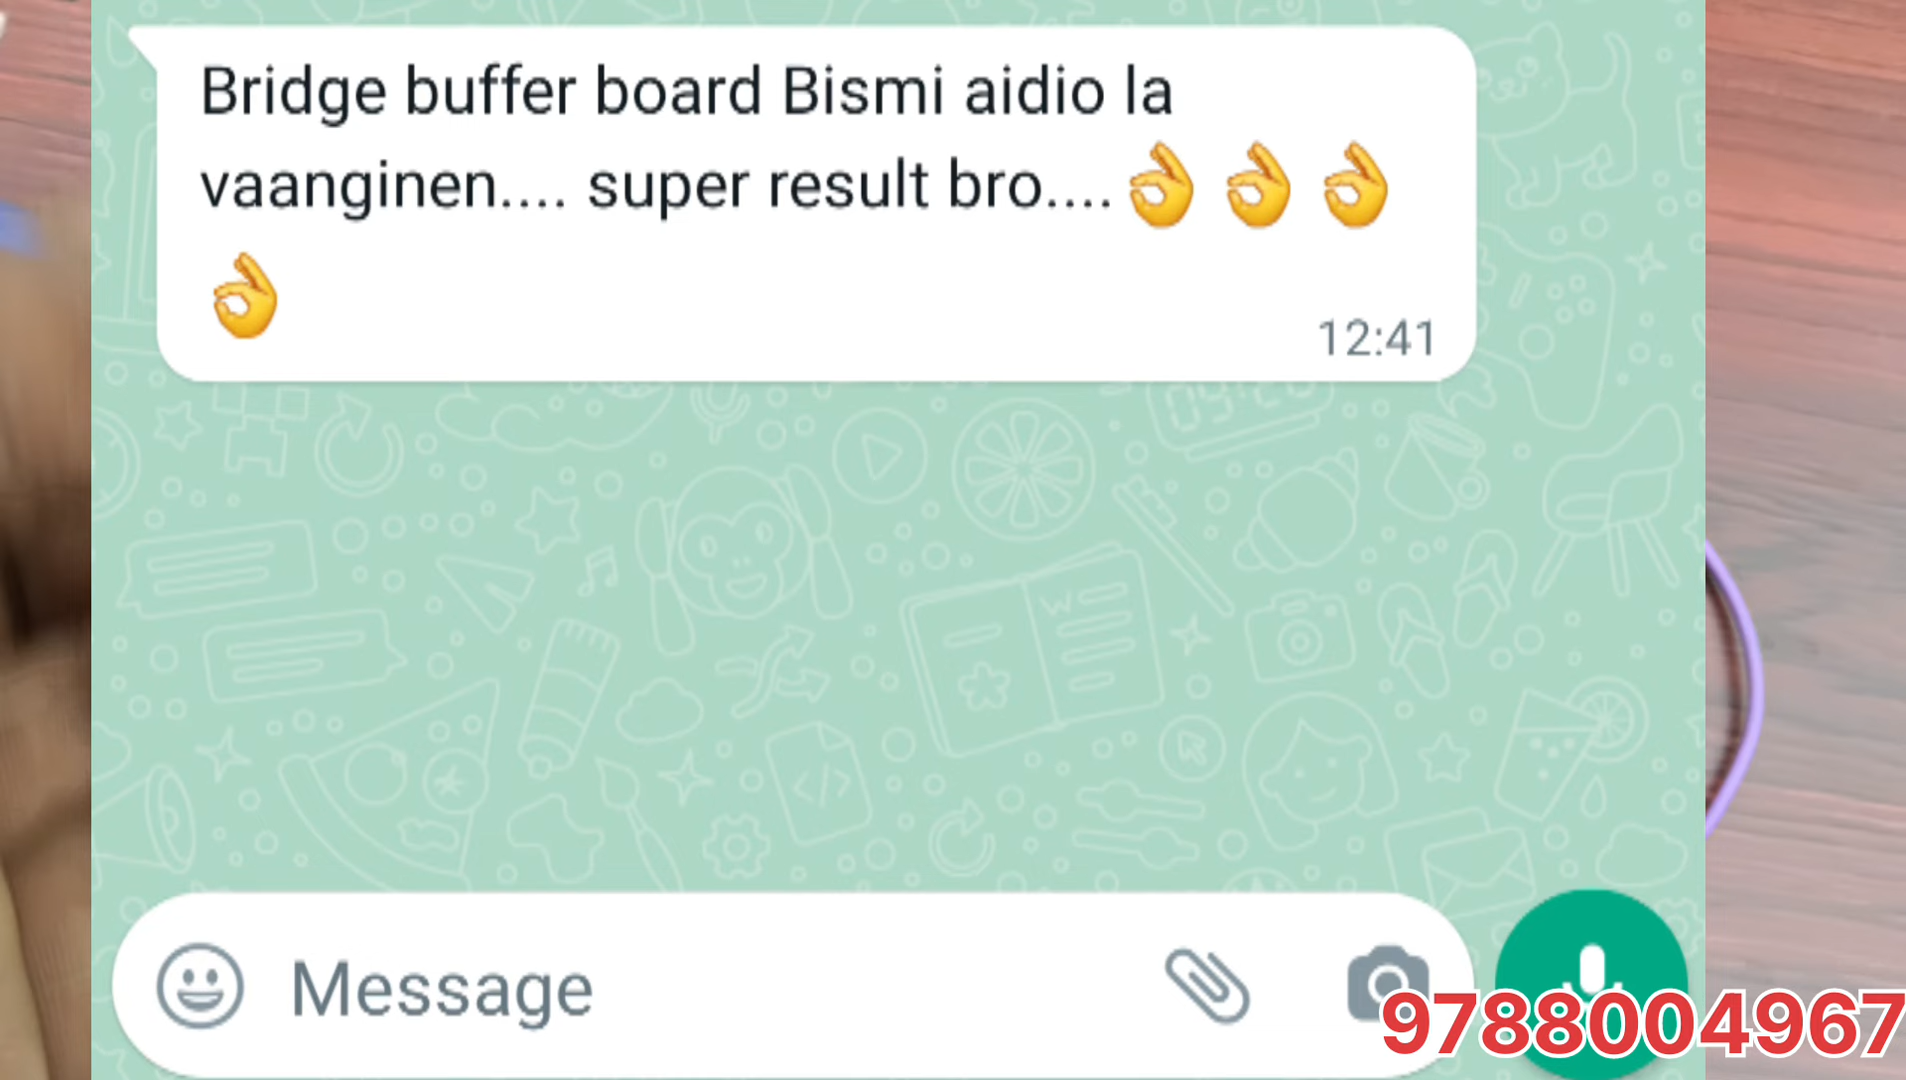 Bridge buffer board Bismi aidio la
vaanginen.... super result bro....👌👌👌
👌
12:41
Message
9788004967